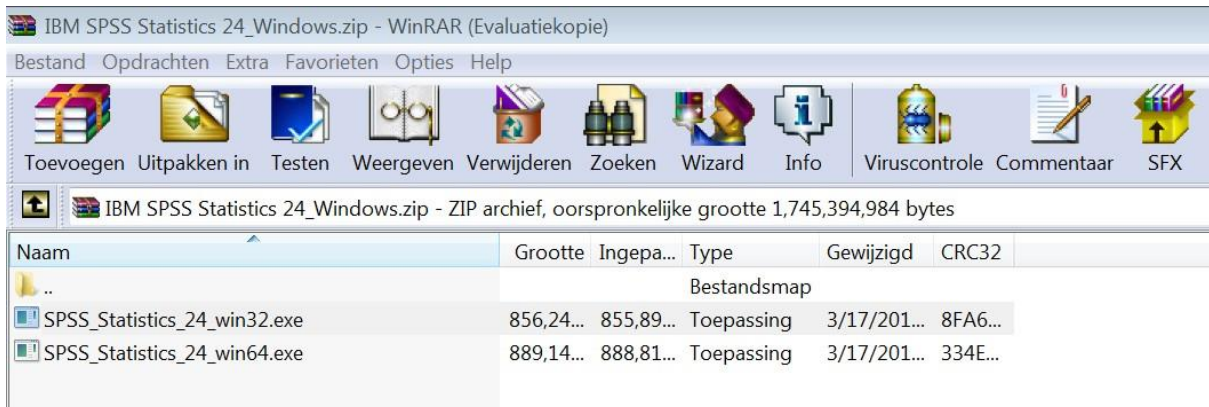 IBM SPSS Statistics 24_Windows.zip - WinRAR (Evaluatiekopie)
Bestand Opdrachten Extra Favorieten Opties Help
Toevoegen Uitpakken in Testen Weergeven Verwijderen Zoeken Wizard Info Viruscontrole Commentaar SFX
IBM SPSS Statistics 24_Windows.zip - ZIP archief, oorspronkelijke grootte 1,745,394,984 bytes
Naam Grootte Ingepa... Type Gewijzigd CRC32
.. Bestandsmap
SPSS_Statistics_24_win32.exe 856,24... 855,89... Toepassing 3/17/201... 8FA6...
SPSS_Statistics_24_win64.exe 889,14... 888,81... Toepassing 3/17/201... 334E...